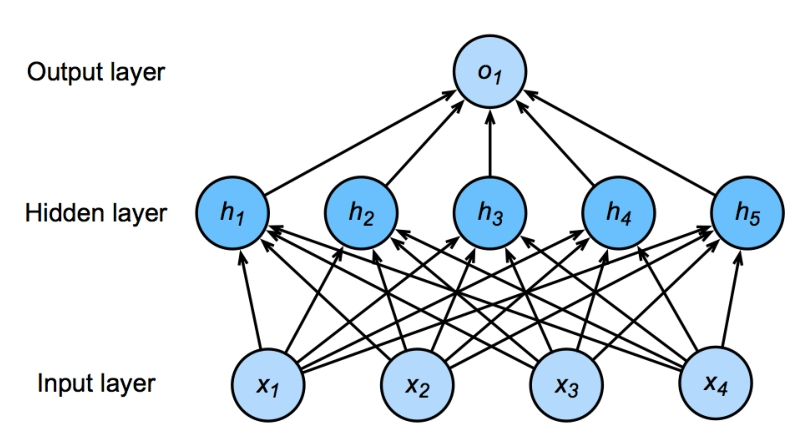 Output layer
o1
Hidden layer
h1 h2 h3 h4 h5
Input layer
x1 x2 x3 x4